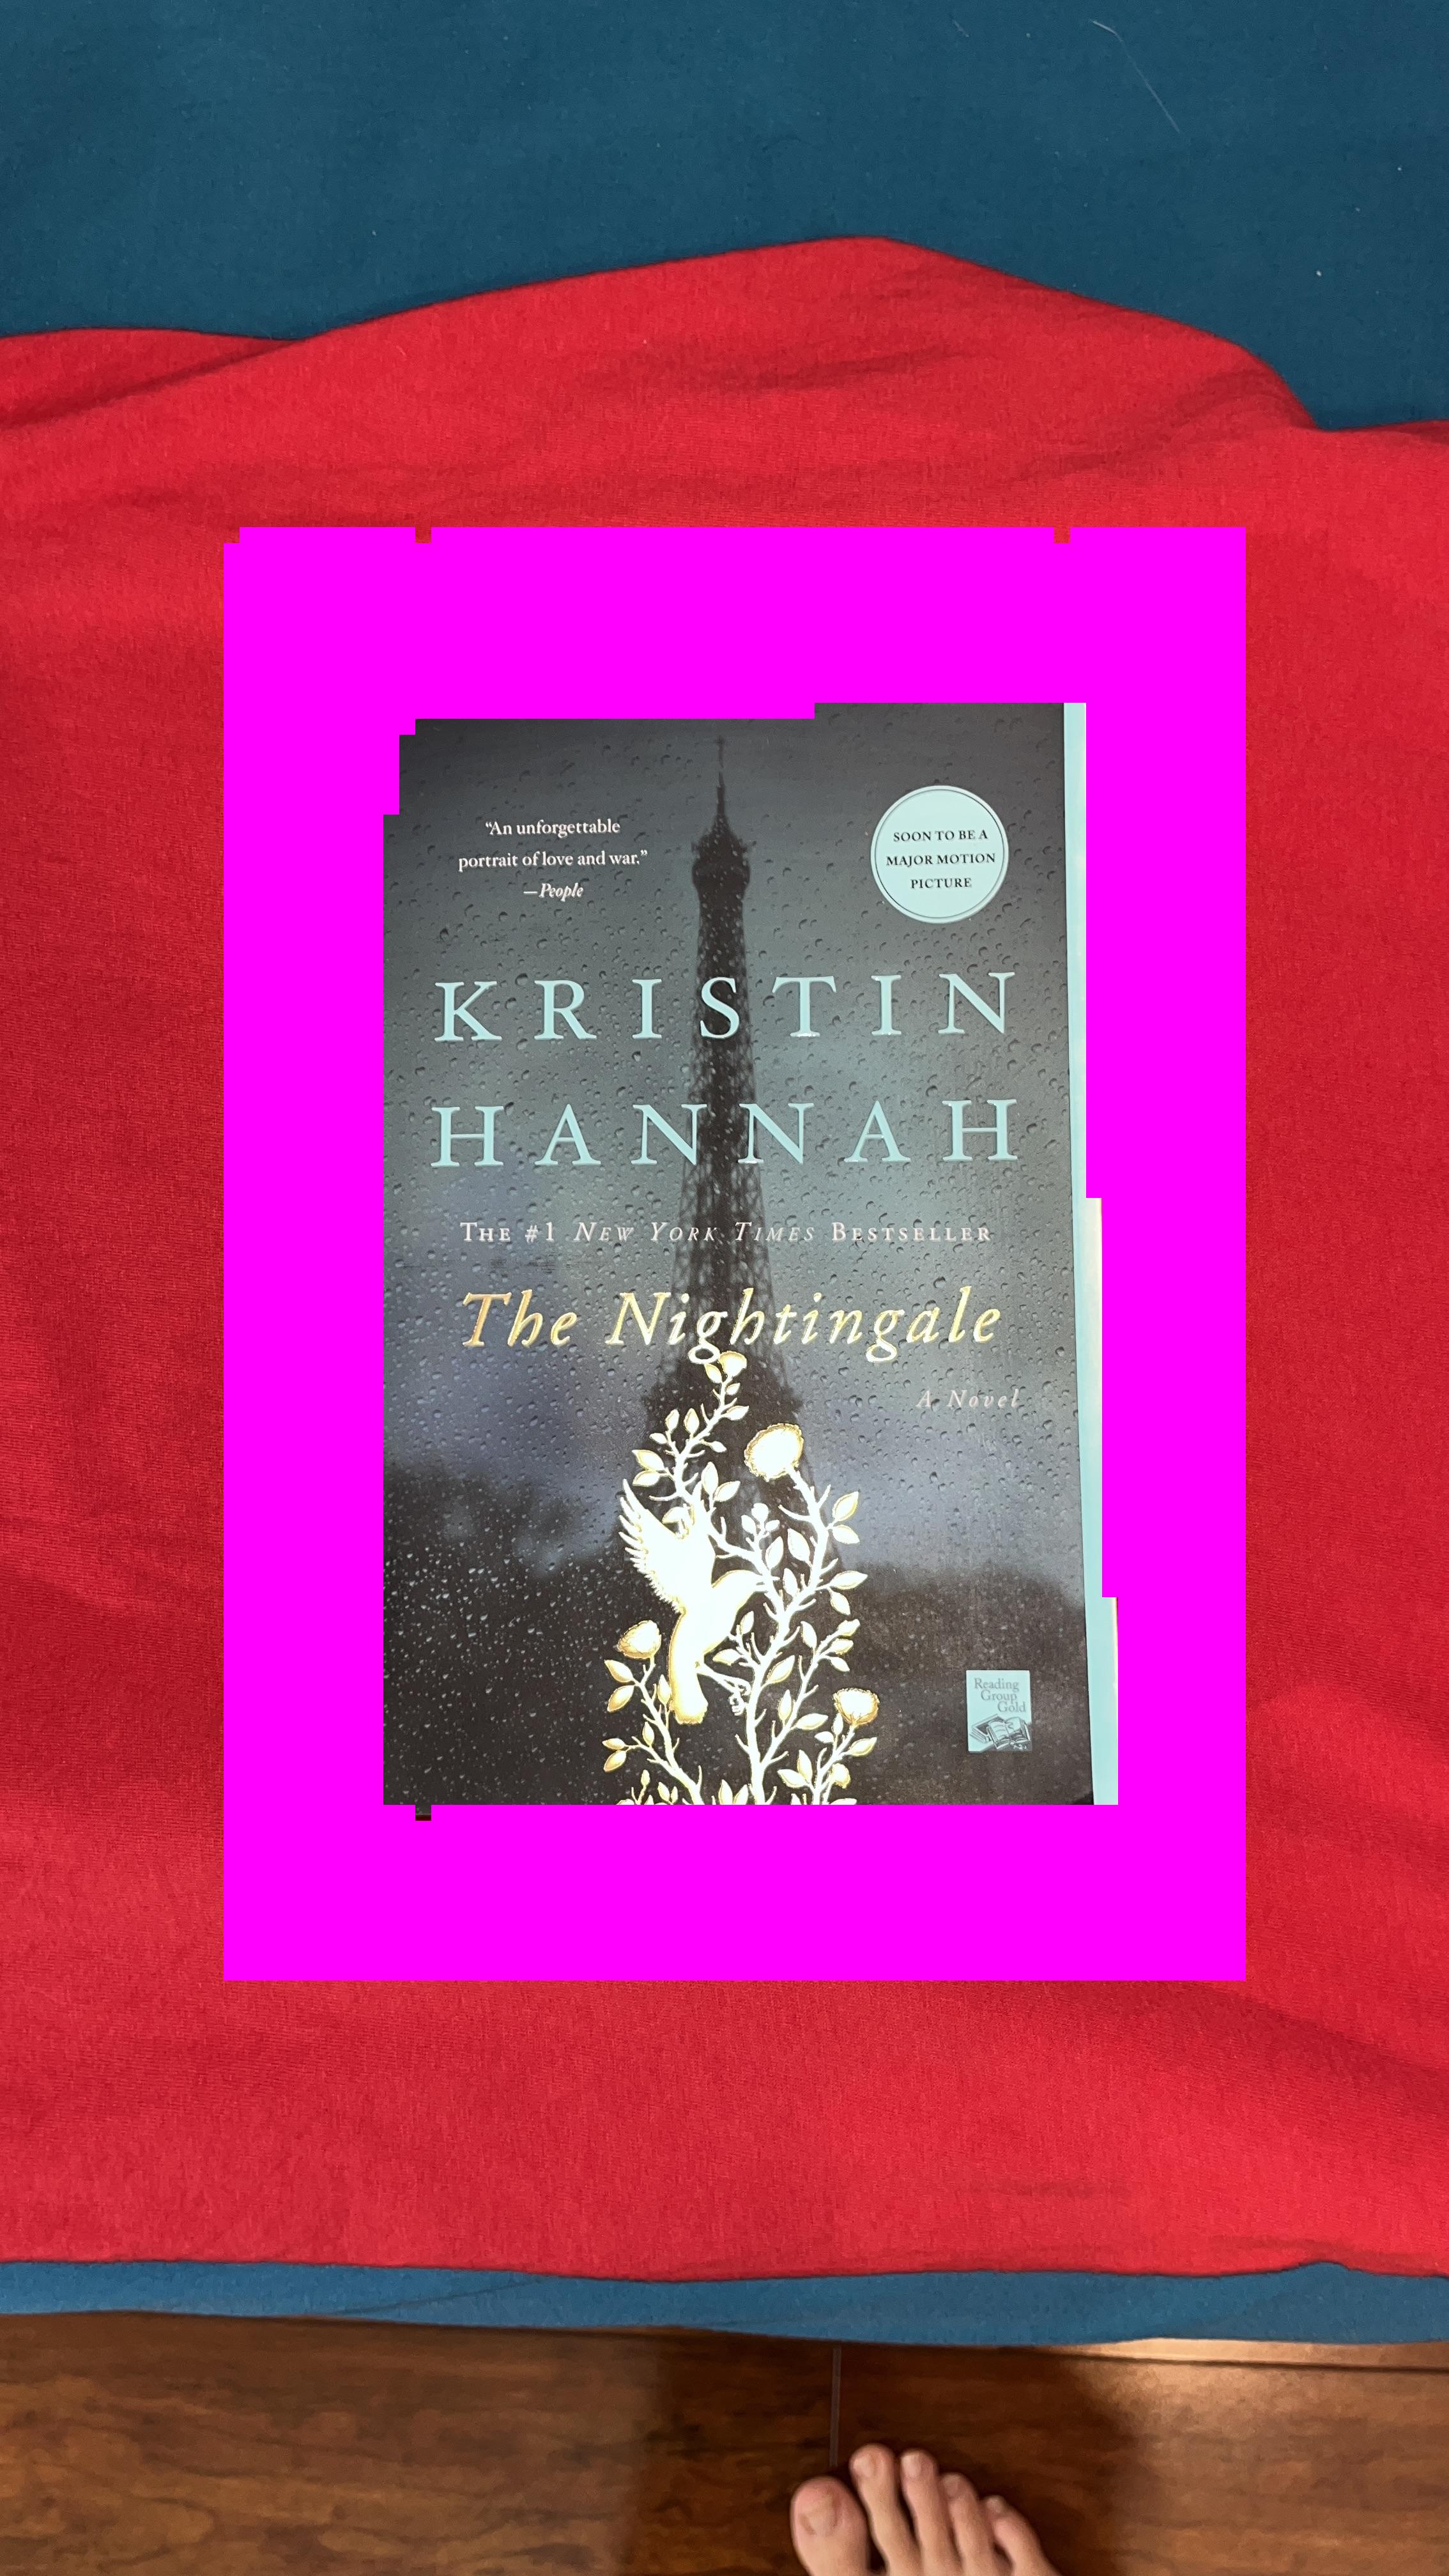 “An unforgettable
portrait of love and war.”
—People
SOON TO BE A
MAJOR MOTION
PICTURE
KRISTIN
HANNAH
THE #1 NEW YORK TIMES BESTSELLER
The Nightingale
A Novel
Reading
Group
Gold